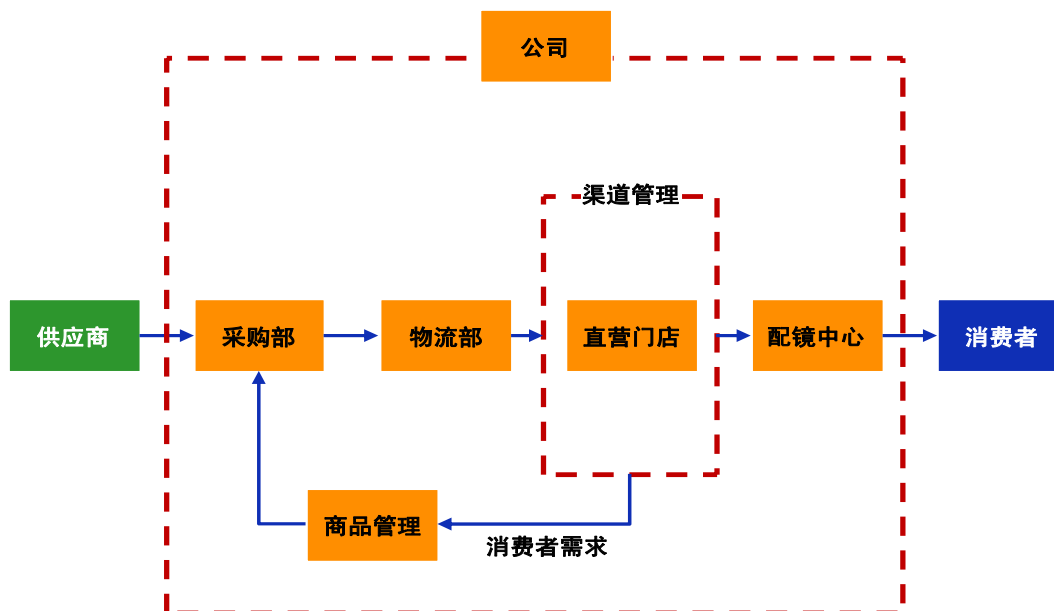 公司
渠道管理
供应商
采购部
物流部
直营门店
配镜中心
消费者
商品管理
消费者需求